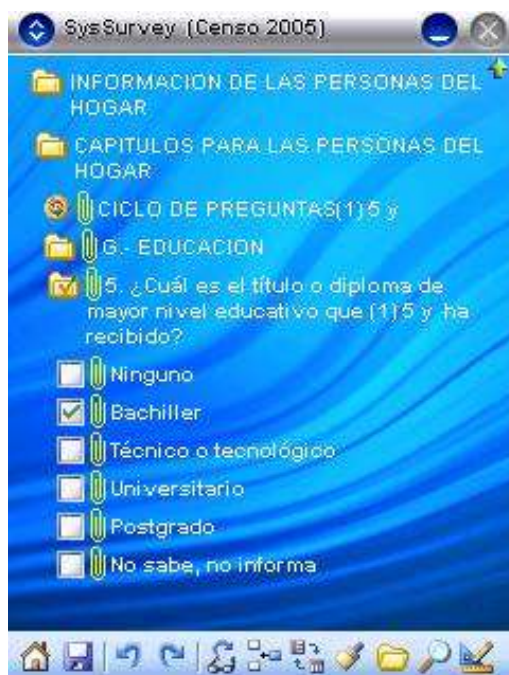 SysSurvey (Censo 2005)
INFORMACION DE LAS PERSONAS DEL
HOGAR
CAPITULOS PARA LAS PERSONAS DEL
HOGAR
CICLO DE PREGUNTAS(1)5 y
G.- EDUCACION
5. ¿Cuál es el título o diploma de
mayor nivel educativo que (1)5 y ha
recibido?
Ninguno
Bachiller
Técnico o tecnológico
Universitario
Postgrado
No sabe, no informa